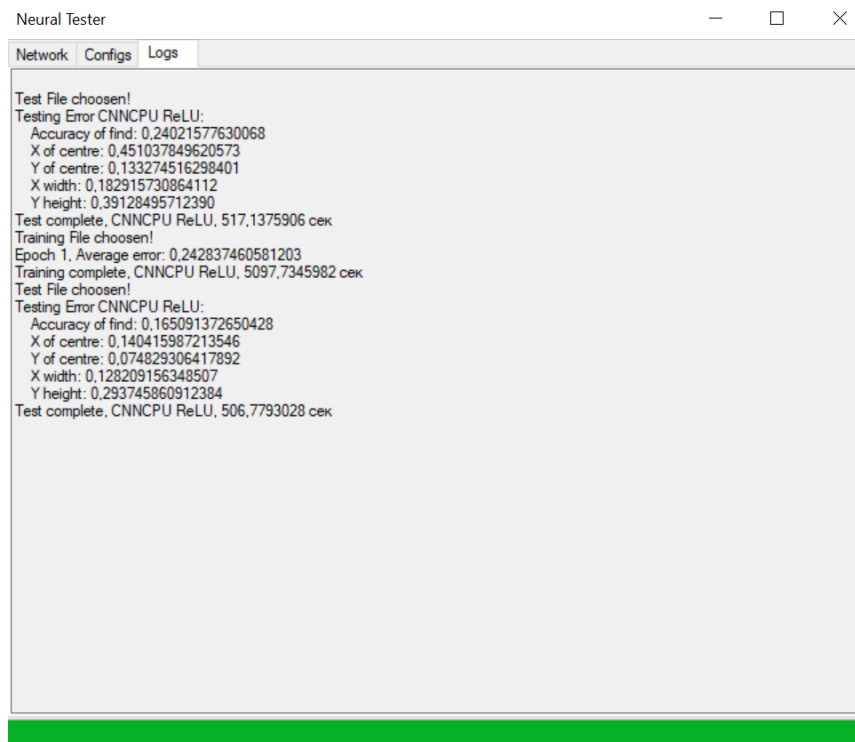 Neural Tester
Network Configs Logs
Test File choosen!
Testing Error CNNCPU ReLU:
Accuracy of find: 0,24021577630068
X of centre: 0,451037849620573
Y of centre: 0,133274516298401
X width: 0,182915730864112
Y height: 0,39128495712390
Test complete, CNNCPU ReLU, 517,1375906 сек
Training File choosen!
Epoch 1, Average error: 0,242837460581203
Training complete, CNNCPU ReLU, 5097,7345982 сек
Test File choosen!
Testing Error CNNCPU ReLU:
Accuracy of find: 0,165091372650428
X of centre: 0,140415987213546
Y of centre: 0,074829306417892
X width: 0,128209156348507
Y height: 0,293745860912384
Test complete, CNNCPU ReLU, 506,7793028 сек